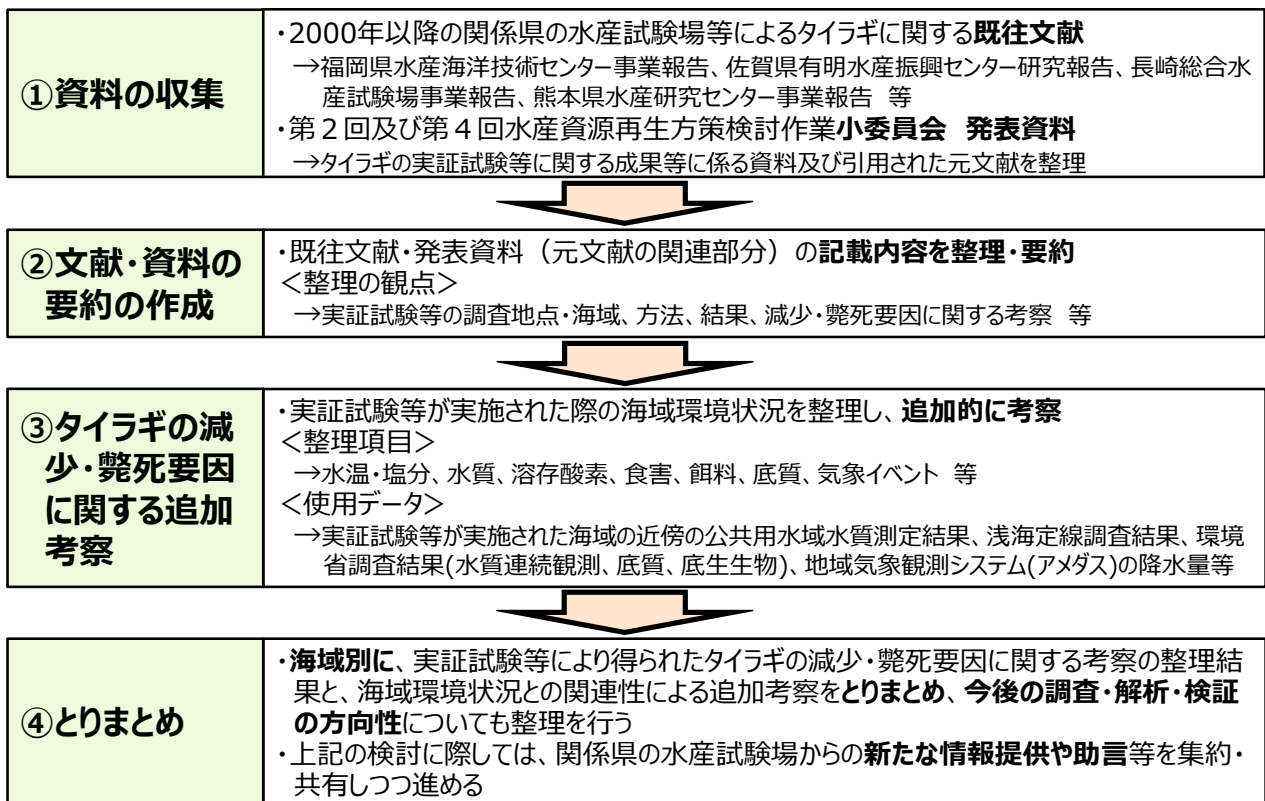 ①資料の収集
・2000年以降の関係県の水産試験場等によるタイラギに関する既往文献
→福岡県水産海洋技術センター事業報告、佐賀県有明水産振興センター研究報告、長崎総合水
産試験場事業報告、熊本県水産研究センター事業報告 等
・第２回及び第４回水産資源再生方策検討作業小委員会 発表資料
→タイラギの実証試験等に関する成果等に係る資料及び引用された元文献を整理
②文献・資料の
要約の作成
・既往文献・発表資料（元文献の関連部分）の記載内容を整理・要約
＜整理の観点＞
→実証試験等の調査地点・海域、方法、結果、減少・斃死要因に関する考察 等
③タイラギの減
少・斃死要因
に関する追加
考察
・実証試験等が実施された際の海域環境状況を整理し、追加的に考察
＜整理項目＞
→水温・塩分、水質、溶存酸素、食害、餌料、底質、気象イベント 等
＜使用データ＞
→実証試験等が実施された海域の近傍の公共用水域水質測定結果、浅海定線調査結果、環境
省調査結果(水質連続観測、底質、底生生物)、地域気象観測システム(アメダス)の降水量等
④とりまとめ
・海域別に、実証試験等により得られたタイラギの減少・斃死要因に関する考察の整理結
果と、海域環境状況との関連性による追加考察をとりまとめ、今後の調査・解析・検証
の方向性についても整理を行う
・上記の検討に際しては、関係県の水産試験場からの新たな情報提供や助言等を集約・
共有しつつ進める